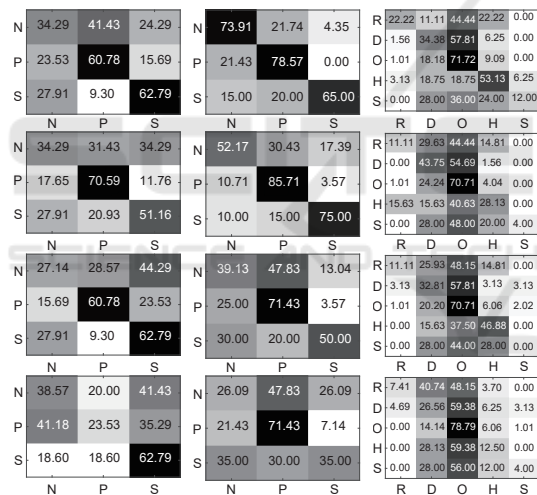 N 34.29 41.43 24.29
P 23.53 60.78 15.69
S 27.91 9.30 62.79
N P S
N 73.91 21.74 4.35
P 21.43 78.57 0.00
S 15.00 20.00 65.00
N P S
R 22.22 11.11 44.44 22.22 0.00
D 1.56 34.38 57.81 6.25 0.00
O 1.01 18.18 71.72 9.09 0.00
H 3.13 18.75 18.75 53.13 6.25
S 0.00 28.00 36.00 24.00 12.00
R D O H S
N 34.29 31.43 34.29
P 17.65 70.59 11.76
S 27.91 20.93 51.16
N P S
N 52.17 30.43 17.39
P 10.71 85.71 3.57
S 10.00 15.00 75.00
N P S
R 11.11 29.63 44.44 14.81 0.00
D 0.00 43.75 54.69 1.56 0.00
O 1.01 24.24 70.71 4.04 0.00
H 15.63 15.63 40.63 28.13 0.00
S 0.00 28.00 48.00 20.00 4.00
R D O H S
N 27.14 28.57 44.29
P 15.69 60.78 23.53
S 27.91 9.30 62.79
N P S
N 39.13 47.83 13.04
P 25.00 71.43 3.57
S 30.00 20.00 50.00
N P S
R 11.11 25.93 48.15 14.81 0.00
D 3.13 32.81 57.81 3.13 3.13
O 1.01 20.20 70.71 6.06 2.02
H 0.00 15.63 37.50 46.88 0.00
S 0.00 28.00 44.00 28.00 0.00
R D O H S
N 38.57 20.00 41.43
P 41.18 23.53 35.29
S 18.60 18.60 62.79
N P S
N 26.09 47.83 26.09
P 21.43 71.43 7.14
S 35.00 30.00 35.00
N P S
R 7.41 40.74 48.15 3.70 0.00
D 4.69 26.56 59.38 6.25 3.13
O 0.00 14.14 78.79 6.06 1.01
H 0.00 28.13 59.38 12.50 0.00
S 0.00 28.00 56.00 12.00 4.00
R D O H S